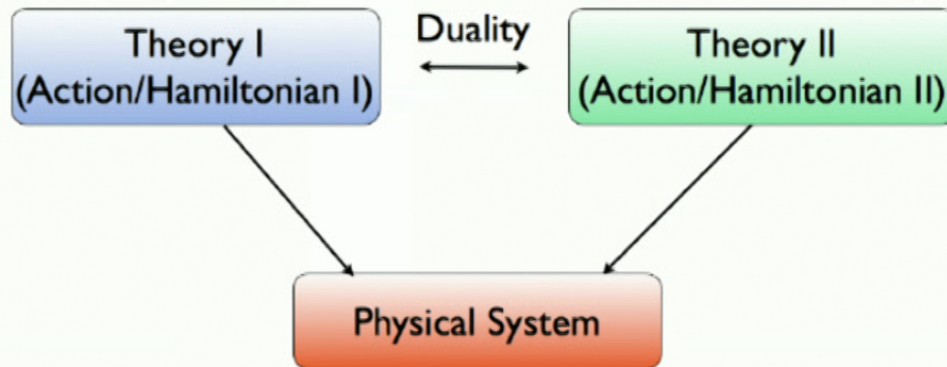 Theory I
(Action/Hamiltonian I)
Duality
Theory II
(Action/Hamiltonian II)
Physical System